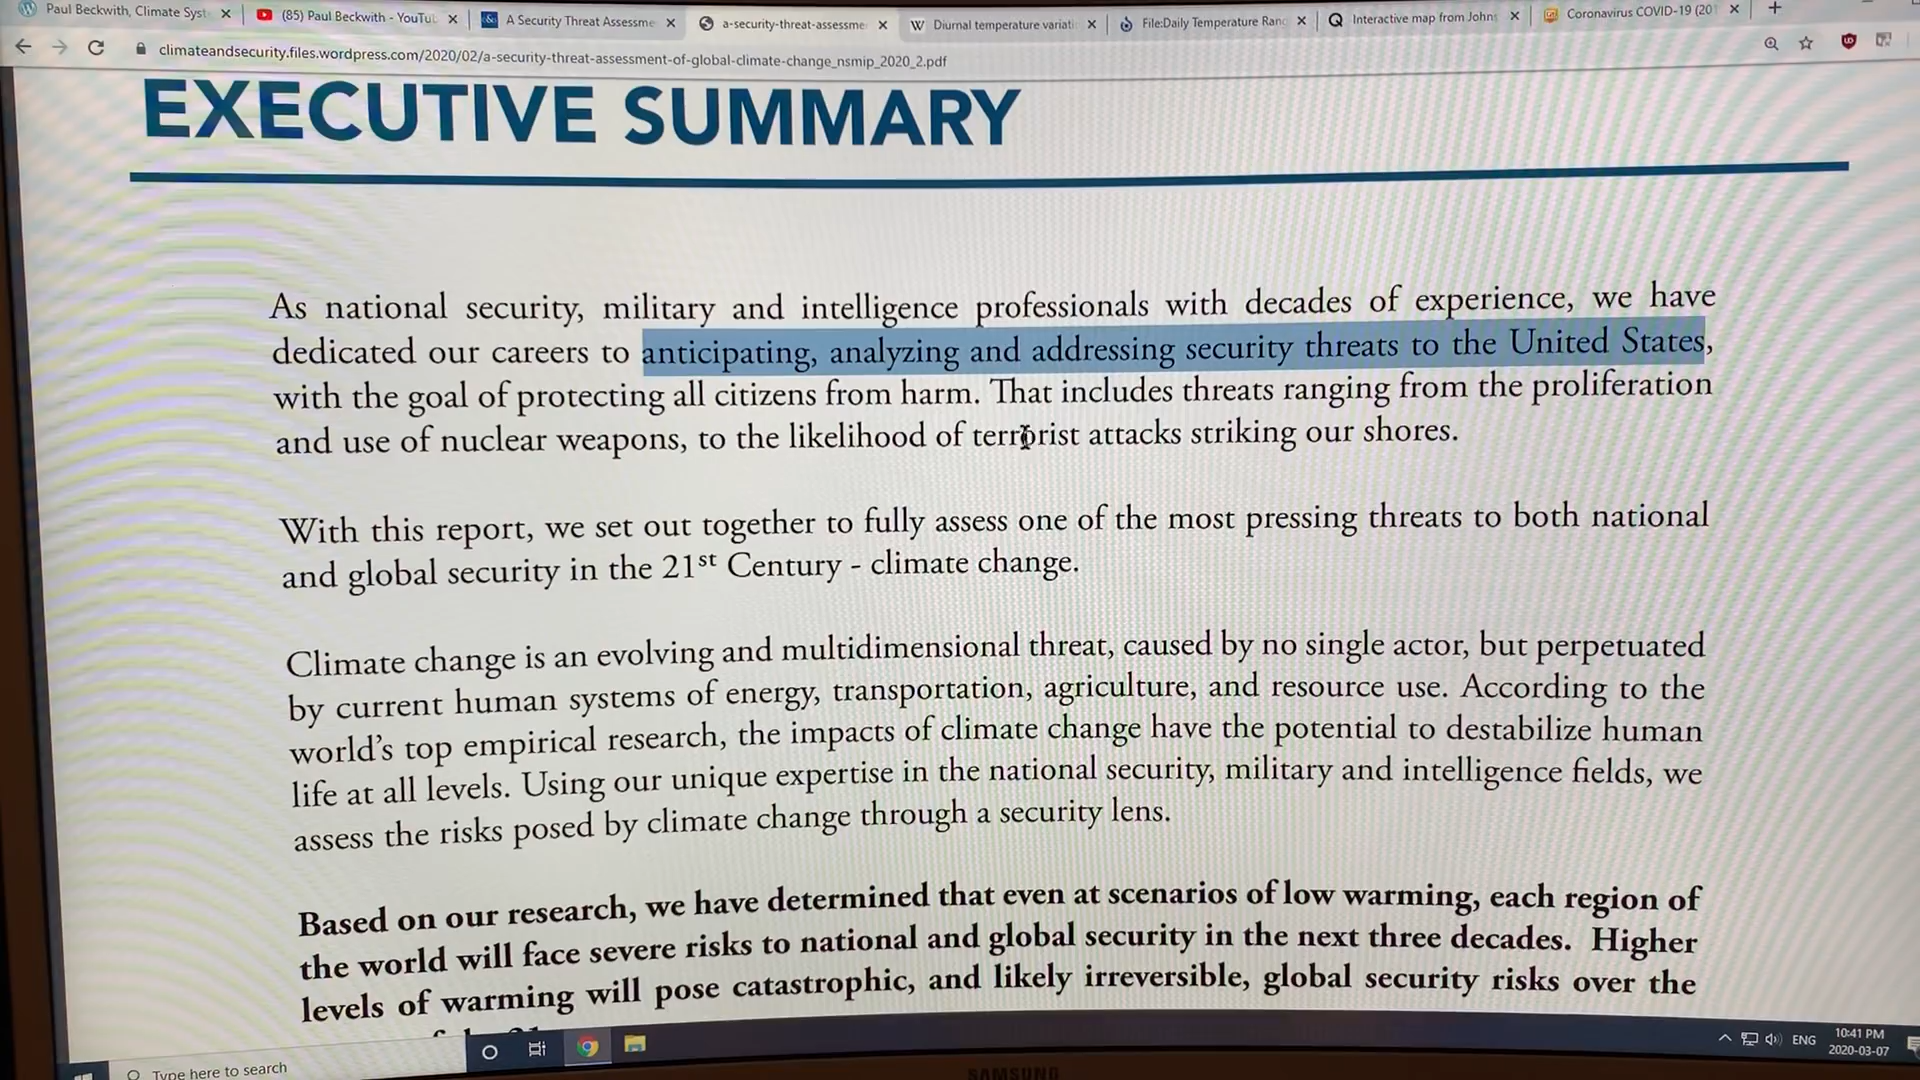 Paul Beckwith, Climate Syst
(85) Paul Beckwith - YouTu
A Security Threat Assessme
a-security-threat-assessme
Diurnal temperature variati
File:Daily Temperature Ran
Interactive map from Johns
Coronavirus COVID-19 (20
climateandsecurity.files.wordpress.com/2020/02/a-security-threat-assessment-of-global-climate-change_nsmip_2020_2.pdf
EXECUTIVE SUMMARY
As national security, military and intelligence professionals with decades of experience, we have
dedicated our careers to anticipating, analyzing and addressing security threats to the United States,
with the goal of protecting all citizens from harm. That includes threats ranging from the proliferation
and use of nuclear weapons, to the likelihood of terrorist attacks striking our shores.
With this report, we set out together to fully assess one of the most pressing threats to both national
and global security in the 21st Century - climate change.
Climate change is an evolving and multidimensional threat, caused by no single actor, but perpetuated
by current human systems of energy, transportation, agriculture, and resource use. According to the
world's top empirical research, the impacts of climate change have the potential to destabilize human
life at all levels. Using our unique expertise in the national security, military and intelligence fields, we
assess the risks posed by climate change through a security lens.
Based on our research, we have determined that even at scenarios of low warming, each region of
the world will face severe risks to national and global security in the next three decades. Higher
levels of warming will pose catastrophic, and likely irreversible, global security risks over the
Type here to search
ENG
10:41 PM
2020-03-07
SAMSUNG